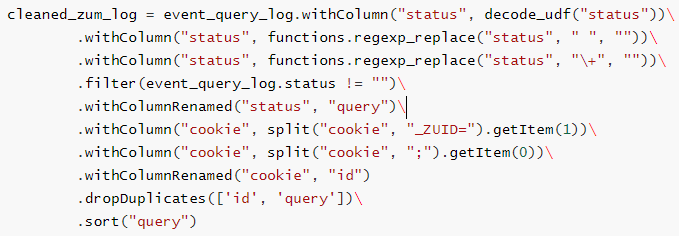 cleaned_zum_log = event_query_log.withColumn("status", decode_udf("status"))\
.withColumn("status", functions.regexp_replace("status", " ", ""))\
.withColumn("status", functions.regexp_replace("status", "\+", ""))\
.filter(event_query_log.status != "")\
.withColumnRenamed("status", "query")\
.withColumn("cookie", split("cookie", "_ZUID=").getItem(1))\
.withColumn("cookie", split("cookie", ";").getItem(0))\
.withColumnRenamed("cookie", "id")
.dropDuplicates(['id', 'query'])\
.sort("query")